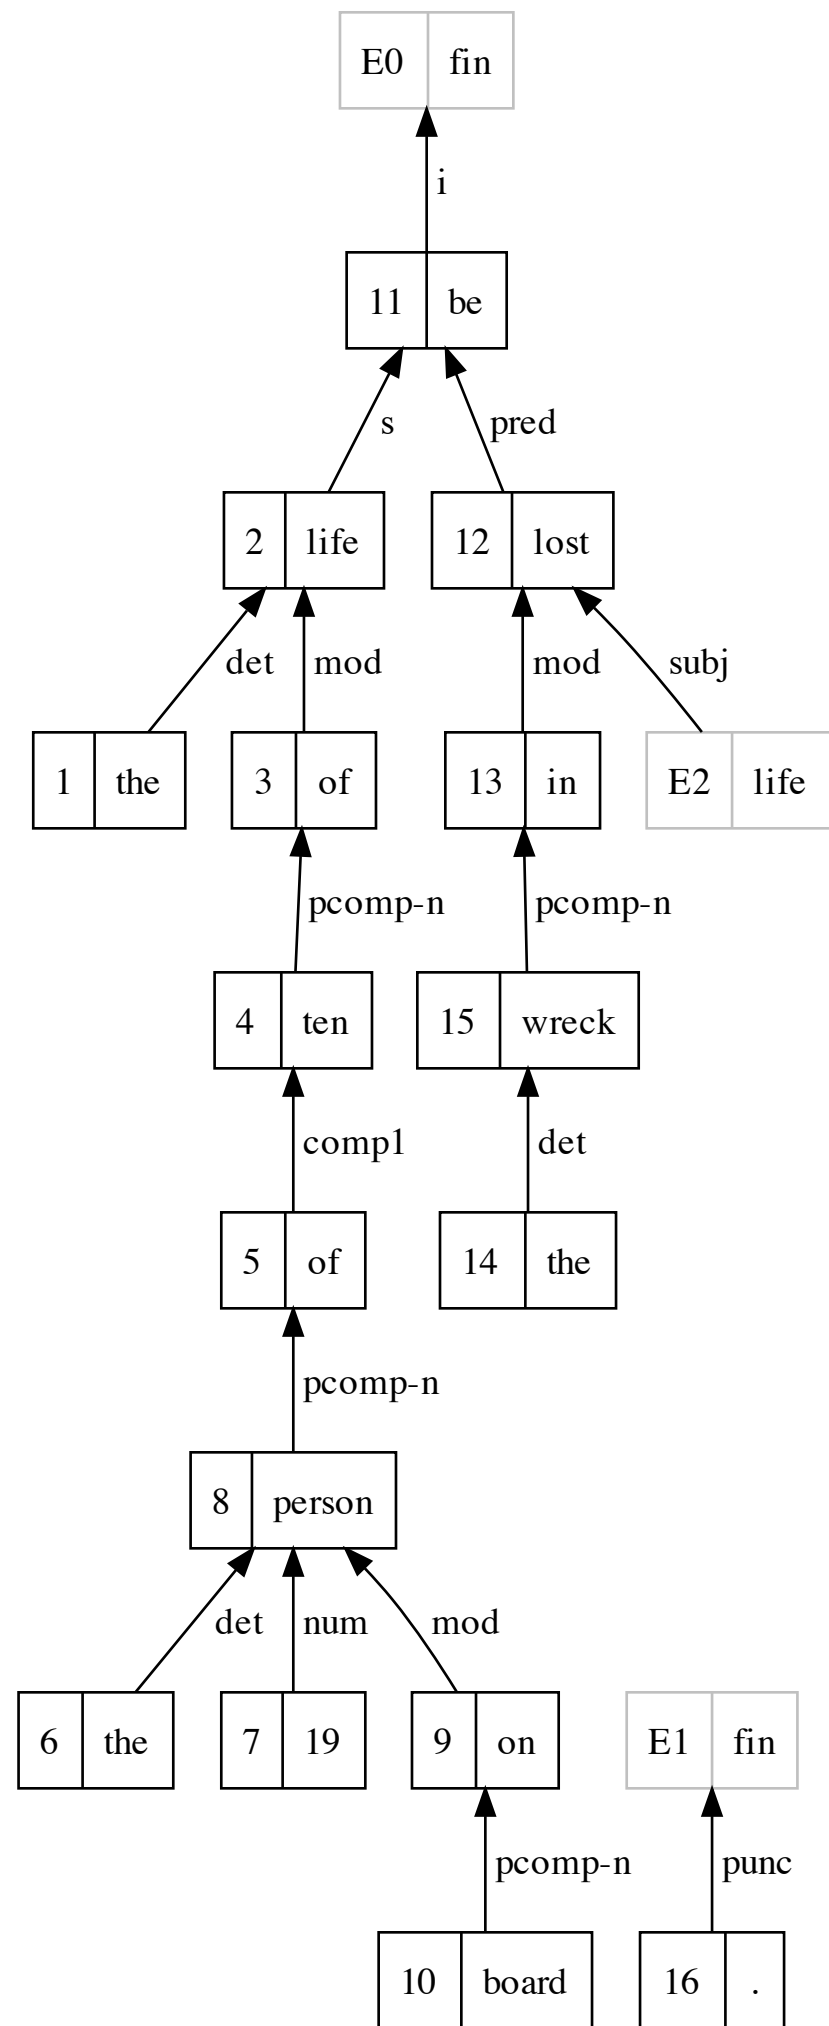 E0 fin
i
11 be
s pred
2 life 12 lost
det mod mod subj
1 the 3 of 13 in E2 life
pcomp-n pcomp-n
4 ten 15 wreck
comp1 det
5 of 14 the
pcomp-n
8 person
det num mod
6 the 7 19 9 on E1 fin
pcomp-n punc
10 board 16 .